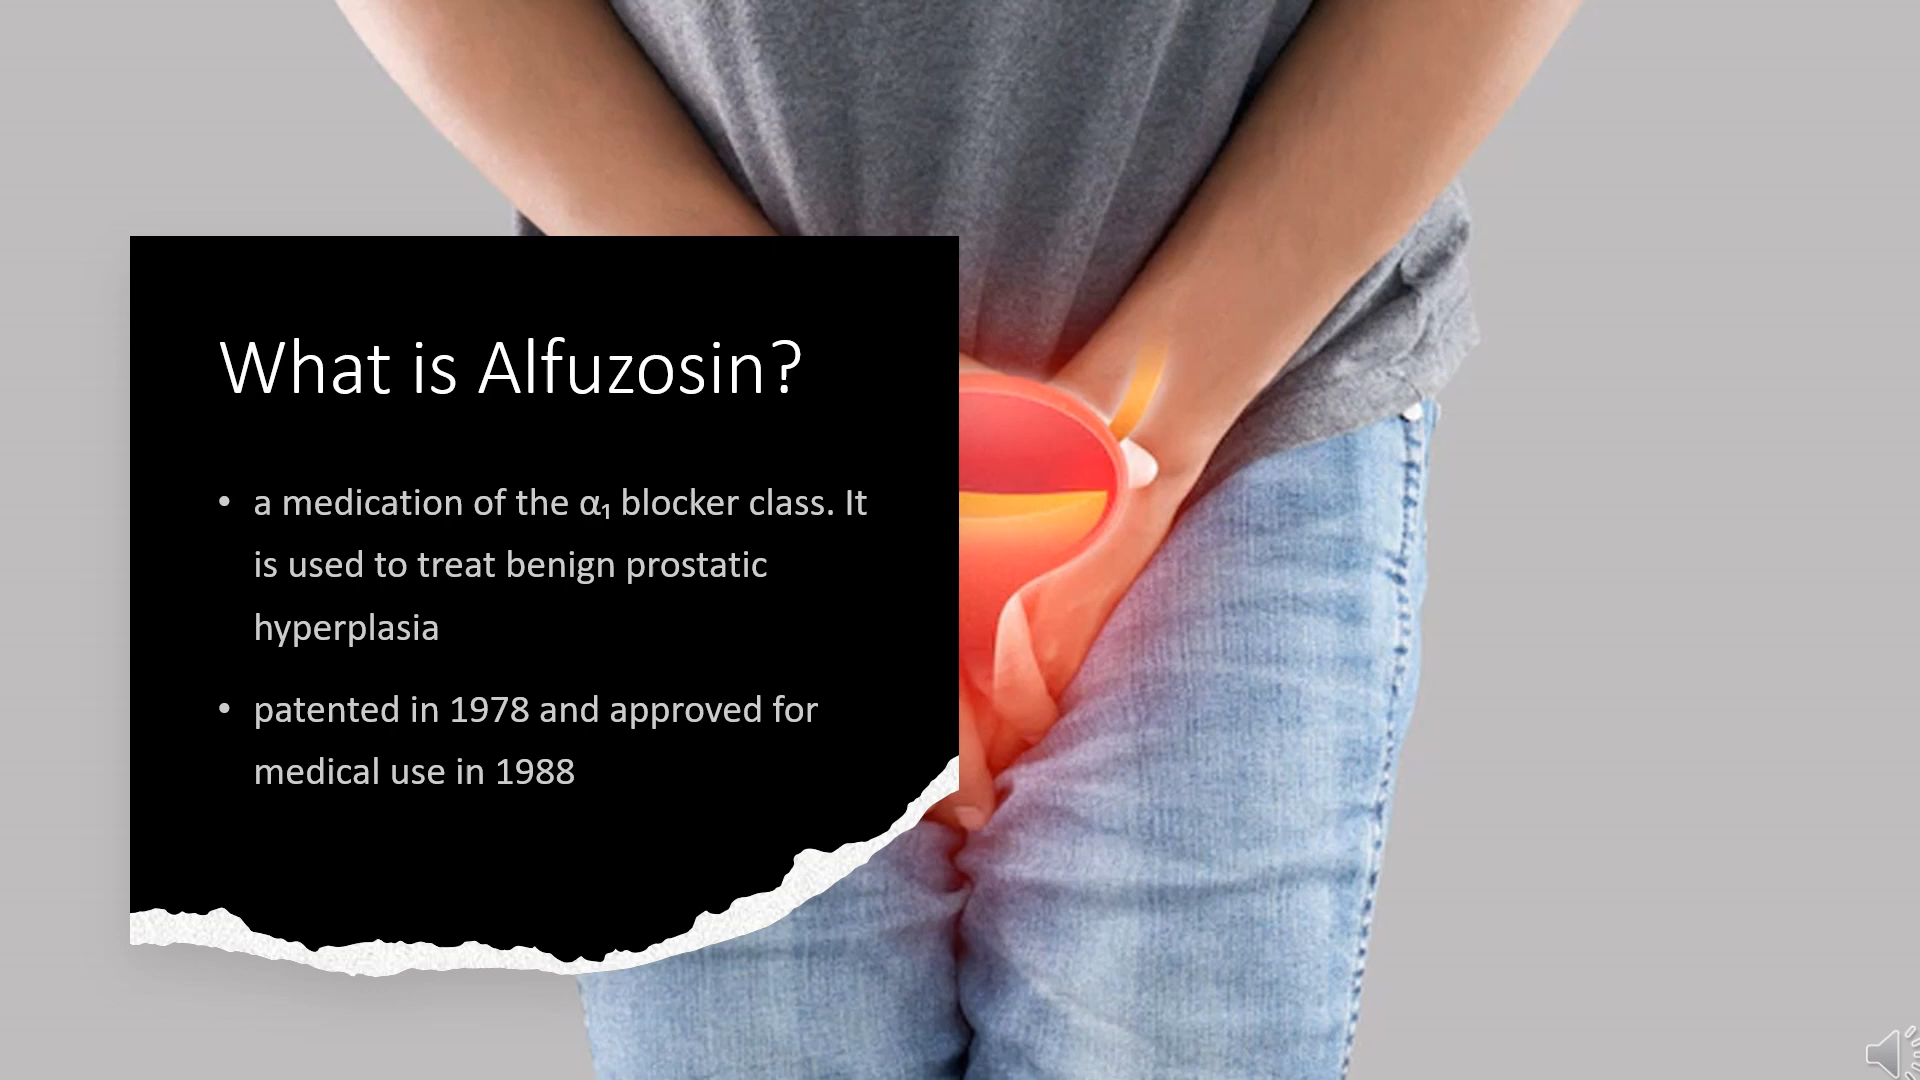 What is Alfuzosin?
• a medication of the α₁ blocker class. It
is used to treat benign prostatic
hyperplasia
• patented in 1978 and approved for
medical use in 1988